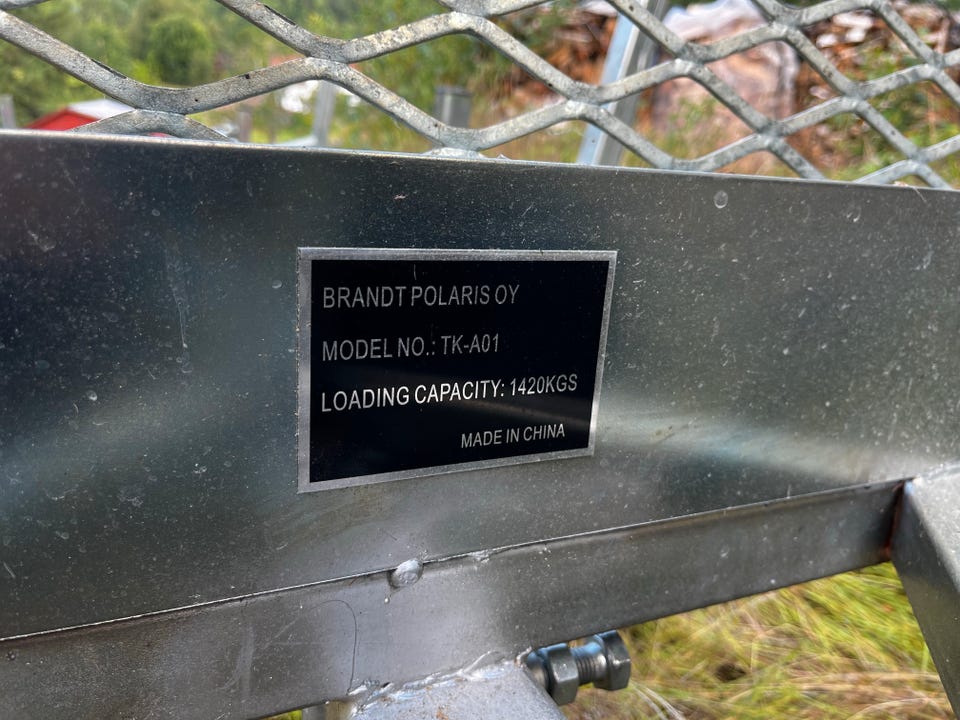 BRANDT POLARIS OY
MODEL NO.: TK-A01
LOADING CAPACITY: 1420KGS
MADE IN CHINA